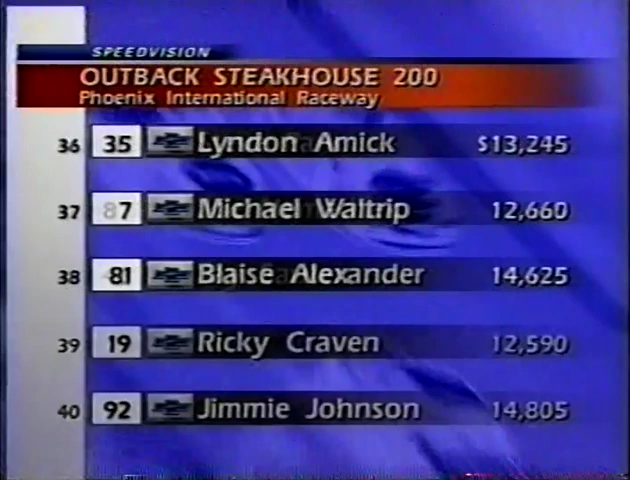 SPEEDVISION
OUTBACK STEAKHOUSE 200
Phoenix International Raceway
36 35 Lyndon Amick $13,245
37 87 Michael Waltrip 12,660
38 81 Blaise Alexander 14,625
39 19 Ricky Craven 12,590
40 92 Jimmie Johnson 14,805